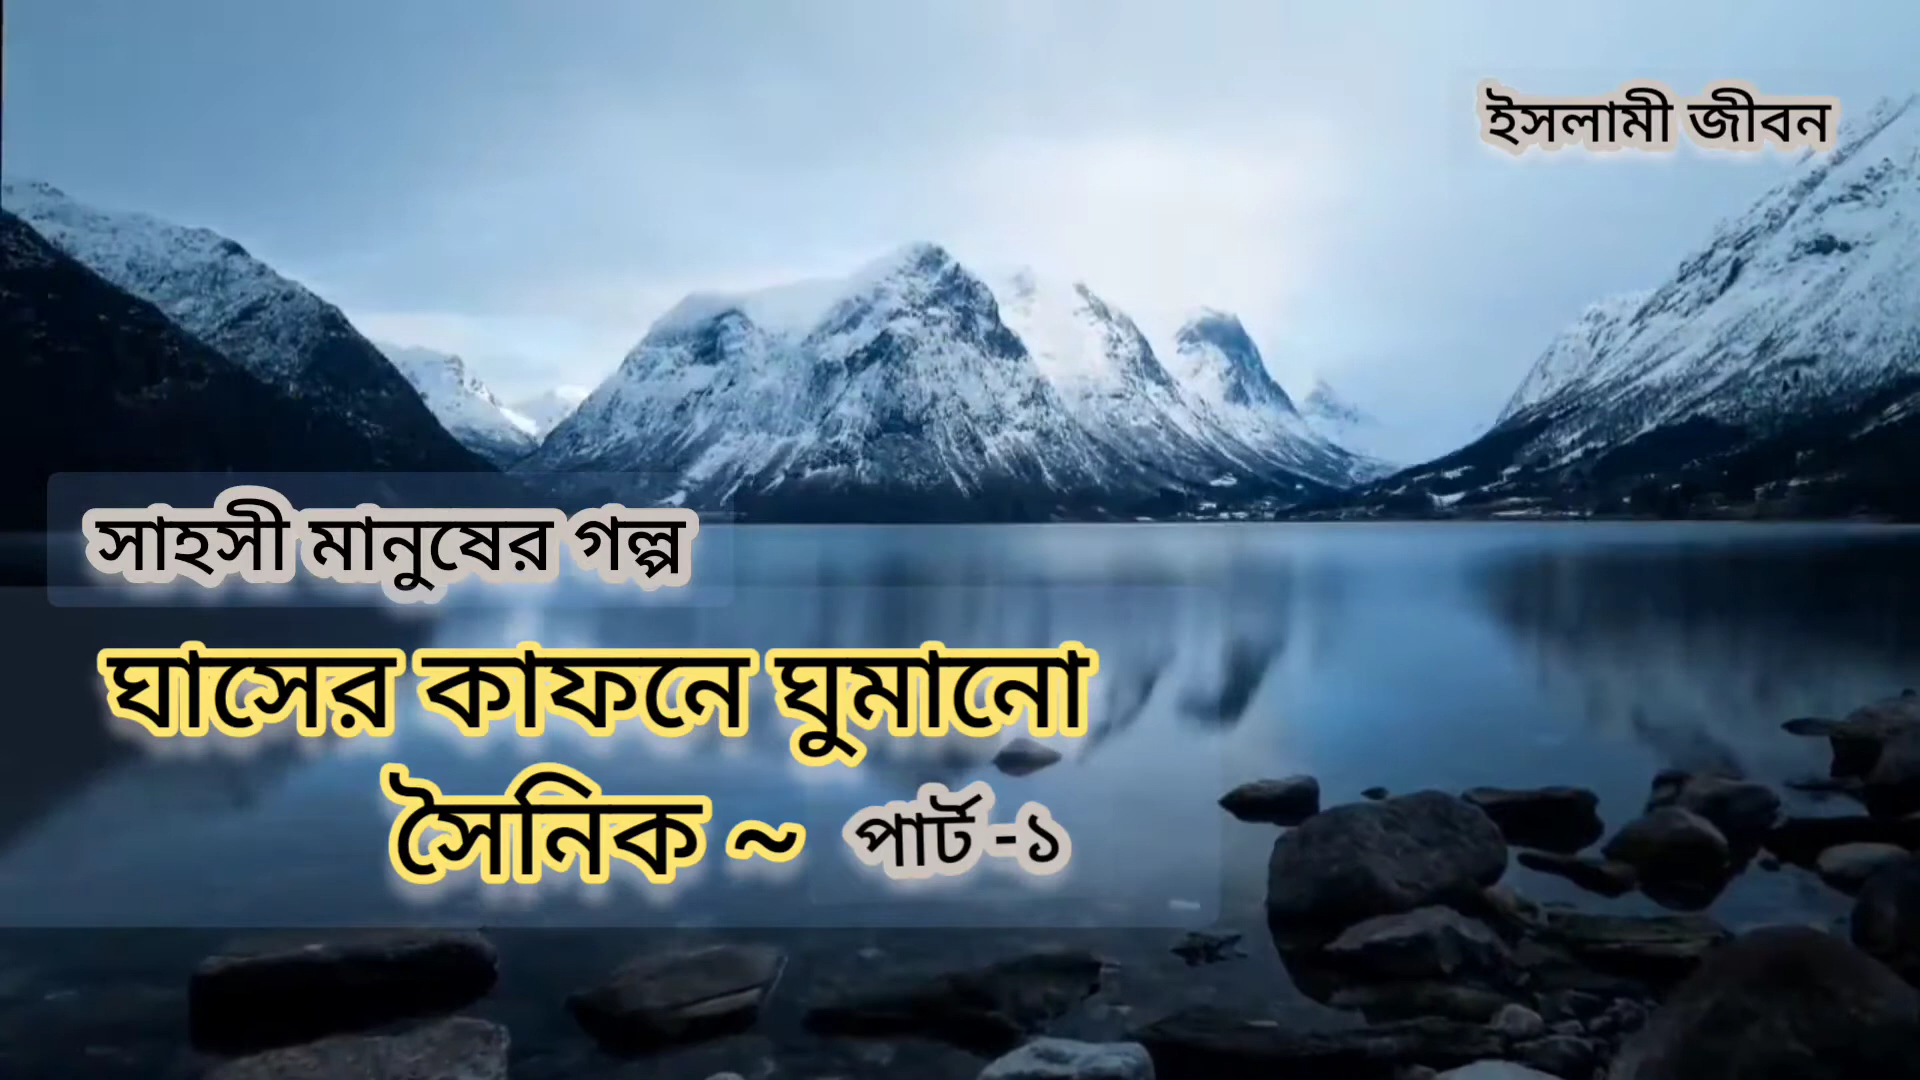 ইসলামী জীবন
সাহসী মানুষের গল্প
ঘাসের কাফনে ঘুমানো
সৈনিক ~ পার্ট -১